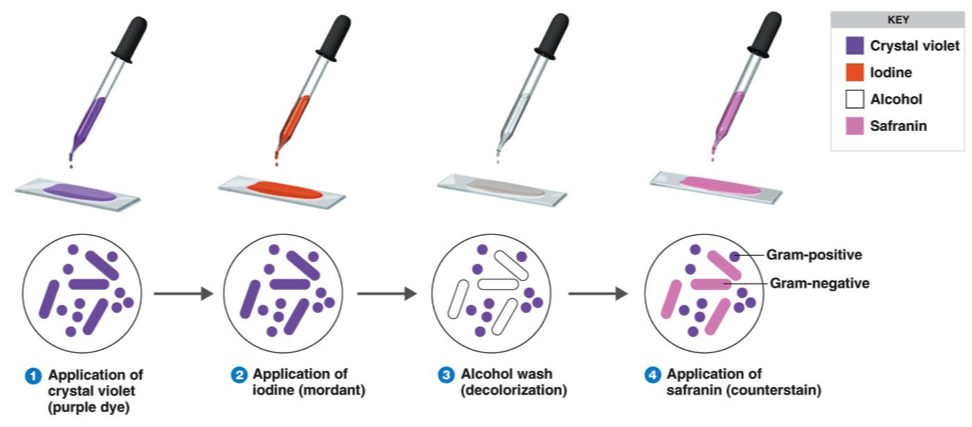 KEY
Crystal violet
Iodine
Alcohol
Safranin
Gram-positive
Gram-negative
1 Application of
crystal violet
(purple dye)
2 Application of
iodine (mordant)
3 Alcohol wash
(decolorization)
4 Application of
safranin (counterstain)